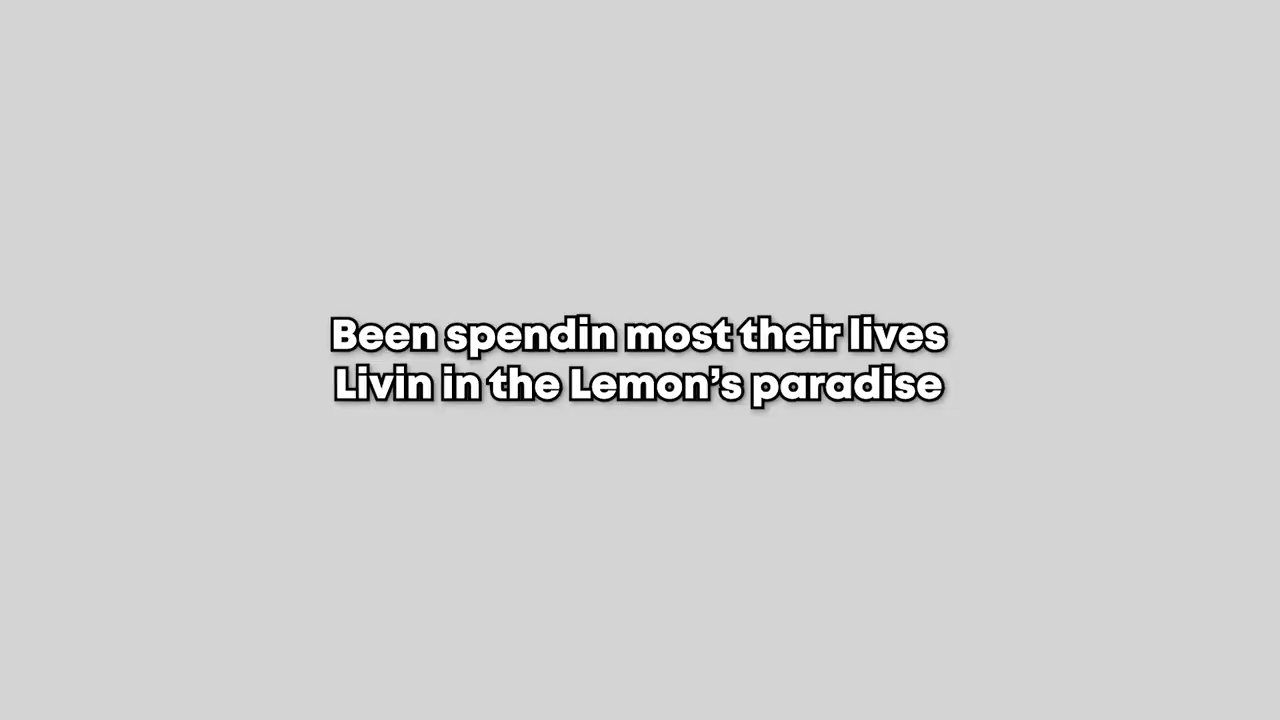 Been spendin most their lives
Livin in the Lemon’s paradise